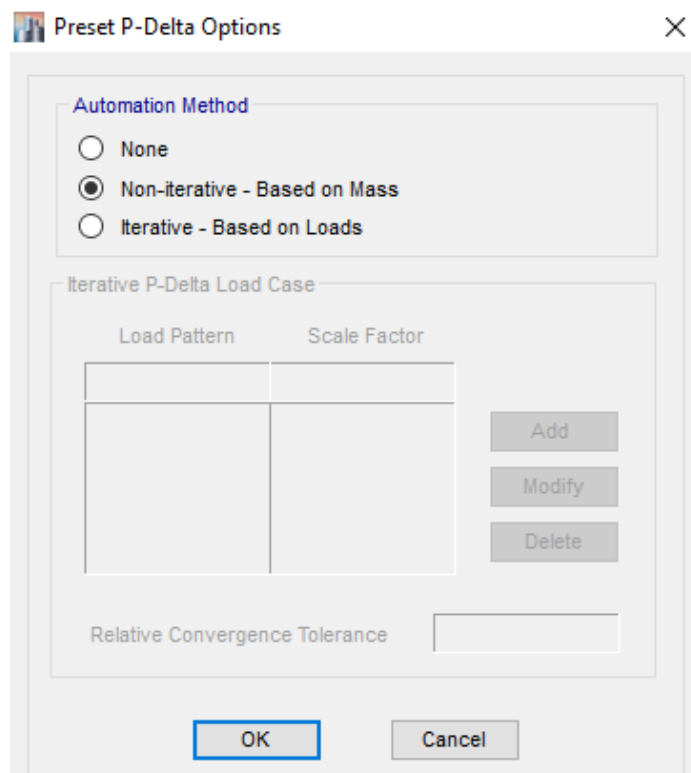 Preset P-Delta Options
Automation Method
None
Non-iterative - Based on Mass
Iterative - Based on Loads
Iterative P-Delta Load Case
Load Pattern Scale Factor
Add
Modify
Delete
Relative Convergence Tolerance
OK Cancel